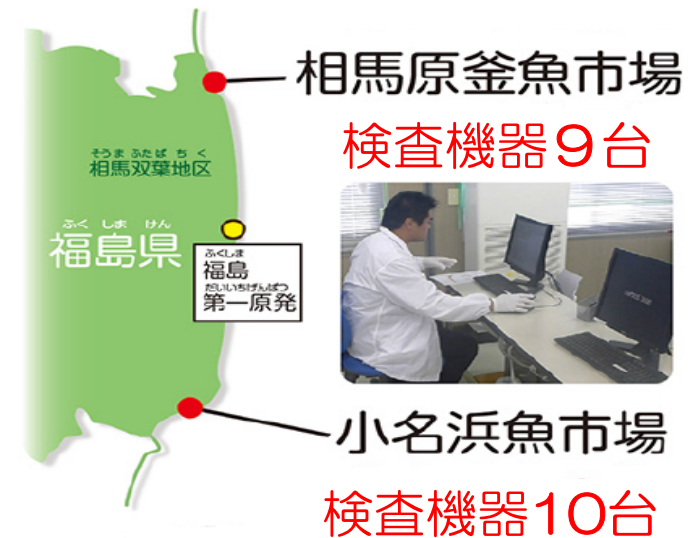 相馬原釜魚市場
検査機器9台
そうまふたばちく
相馬双葉地区
ふくしまけん
福島県
ふくしま
福島
だいいちげんぱつ
第一原発
小名浜魚市場
検査機器10台